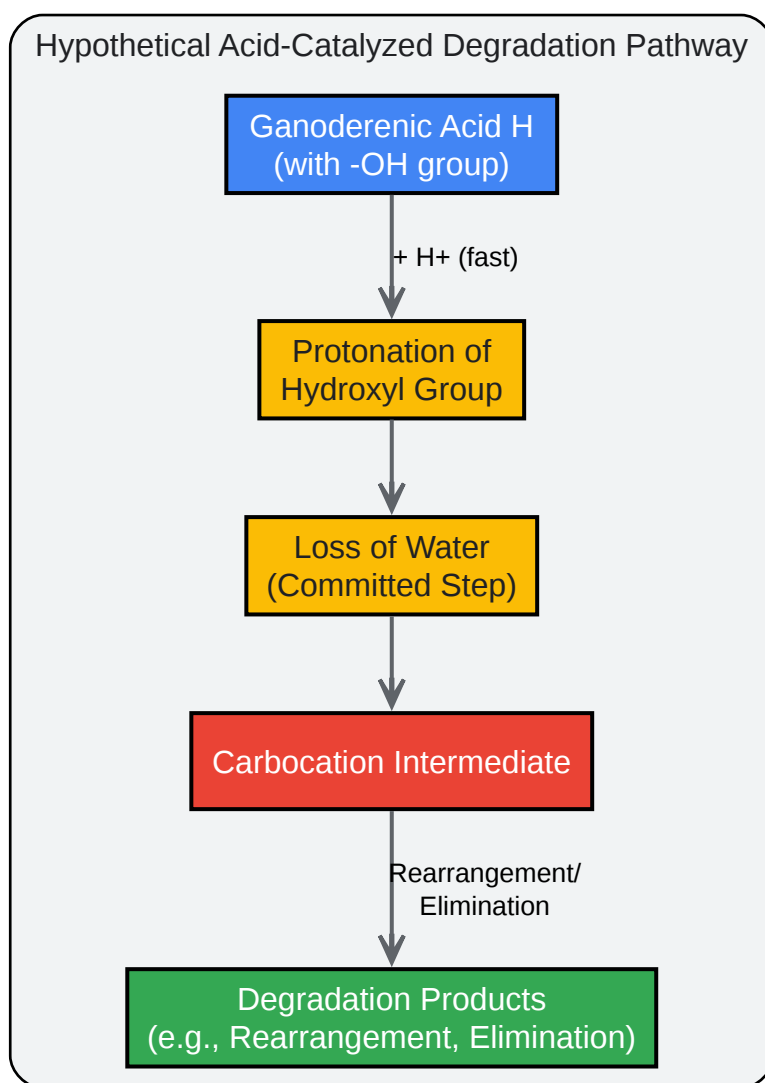 Hypothetical Acid-Catalyzed Degradation Pathway
Ganoderenic Acid H
(with -OH group)
+ H+ (fast)
Protonation of
Hydroxyl Group
Loss of Water
(Committed Step)
Carbocation Intermediate
Rearrangement/
Elimination
Degradation Products
(e.g., Rearrangement, Elimination)